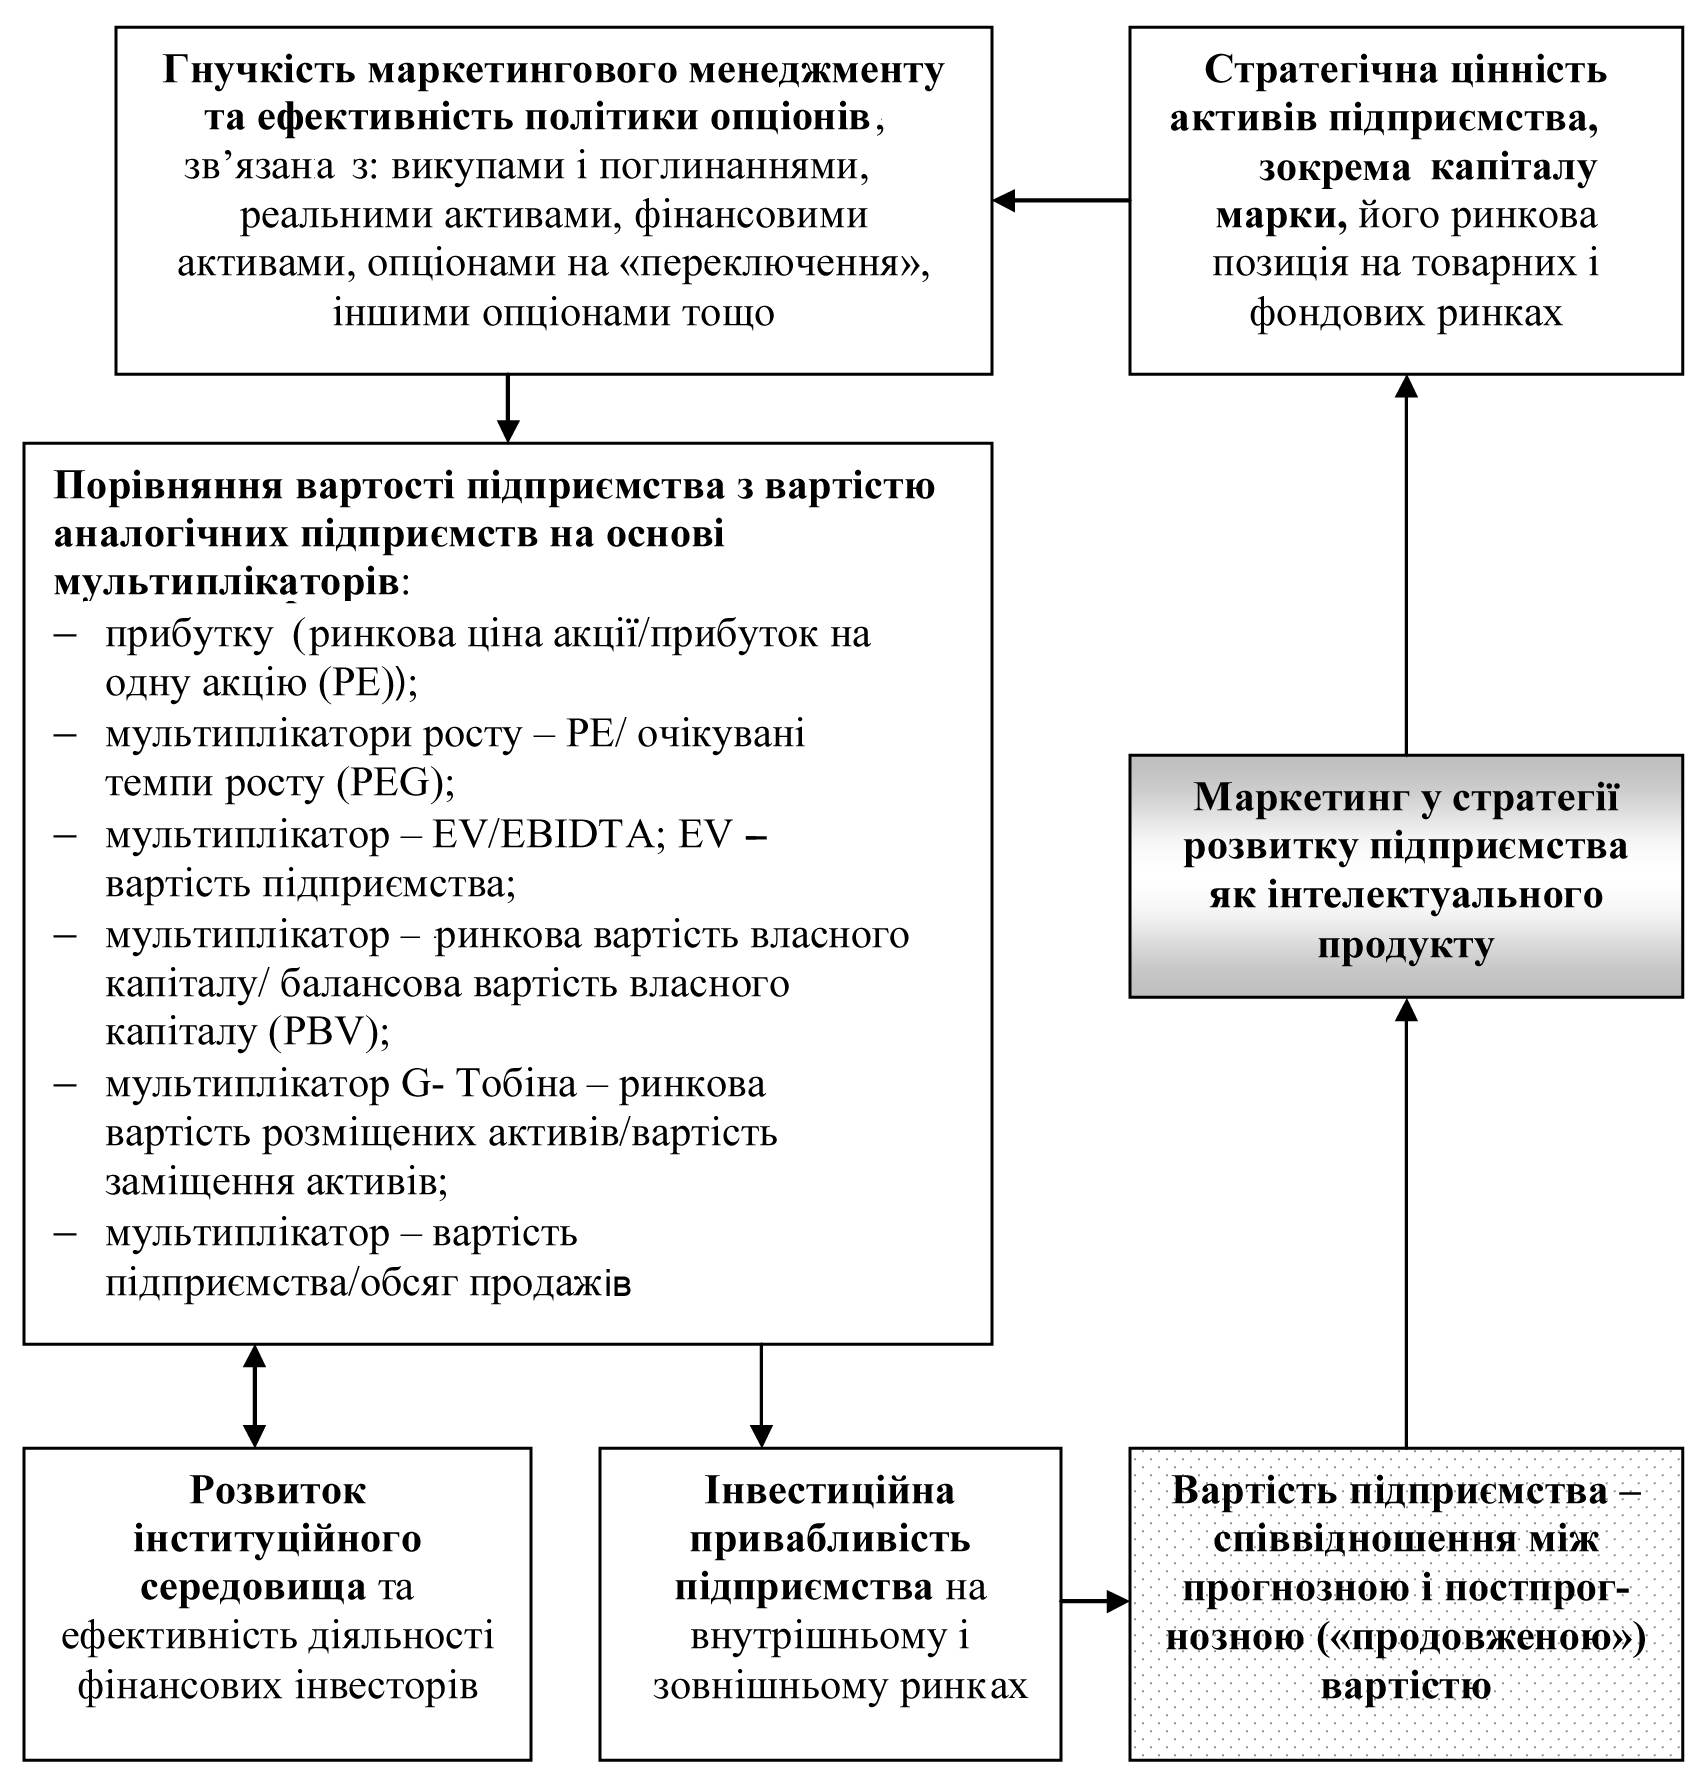 Гнучкість маркетингового менеджменту
та ефективність політики опціонів,
зв’язана з: викупами і поглинаннями,
реальними активами, фінансовими
активами, опціонами на «переключення»,
іншими опціонами тощо
Стратегічна цінність
активів підприємства,
зокрема капіталу
марки, його ринкова
позиція на товарних і
фондових ринках
Порівняння вартості підприємства з вартістю
аналогічних підприємств на основі
мультиплікаторів:
– прибутку (ринкова ціна акції/прибуток на
одну акцію (PE));
– мультиплікатори росту – PE/ очікувані
темпи росту (PEG);
– мультиплікатор – EV/EBIDTA; EV –
вартість підприємства;
– мультиплікатор – ринкова вартість власного
капіталу/ балансова вартість власного
капіталу (PBV);
– мультиплікатор G- Тобіна – ринкова
вартість розміщених активів/вартість
заміщення активів;
– мультиплікатор – вартість
підприємства/обсяг продажів
Маркетинг у стратегії
розвитку підприємства
як інтелектуального
продукту
Розвиток
інституційного
середовища та
ефективність діяльності
фінансових інвесторів
Інвестиційна
привабливість
підприємства на
внутрішньому і
зовнішньому ринках
Вартість підприємства –
співвідношення між
прогнозною і постпрог-
нозною («продовженою»)
вартістю